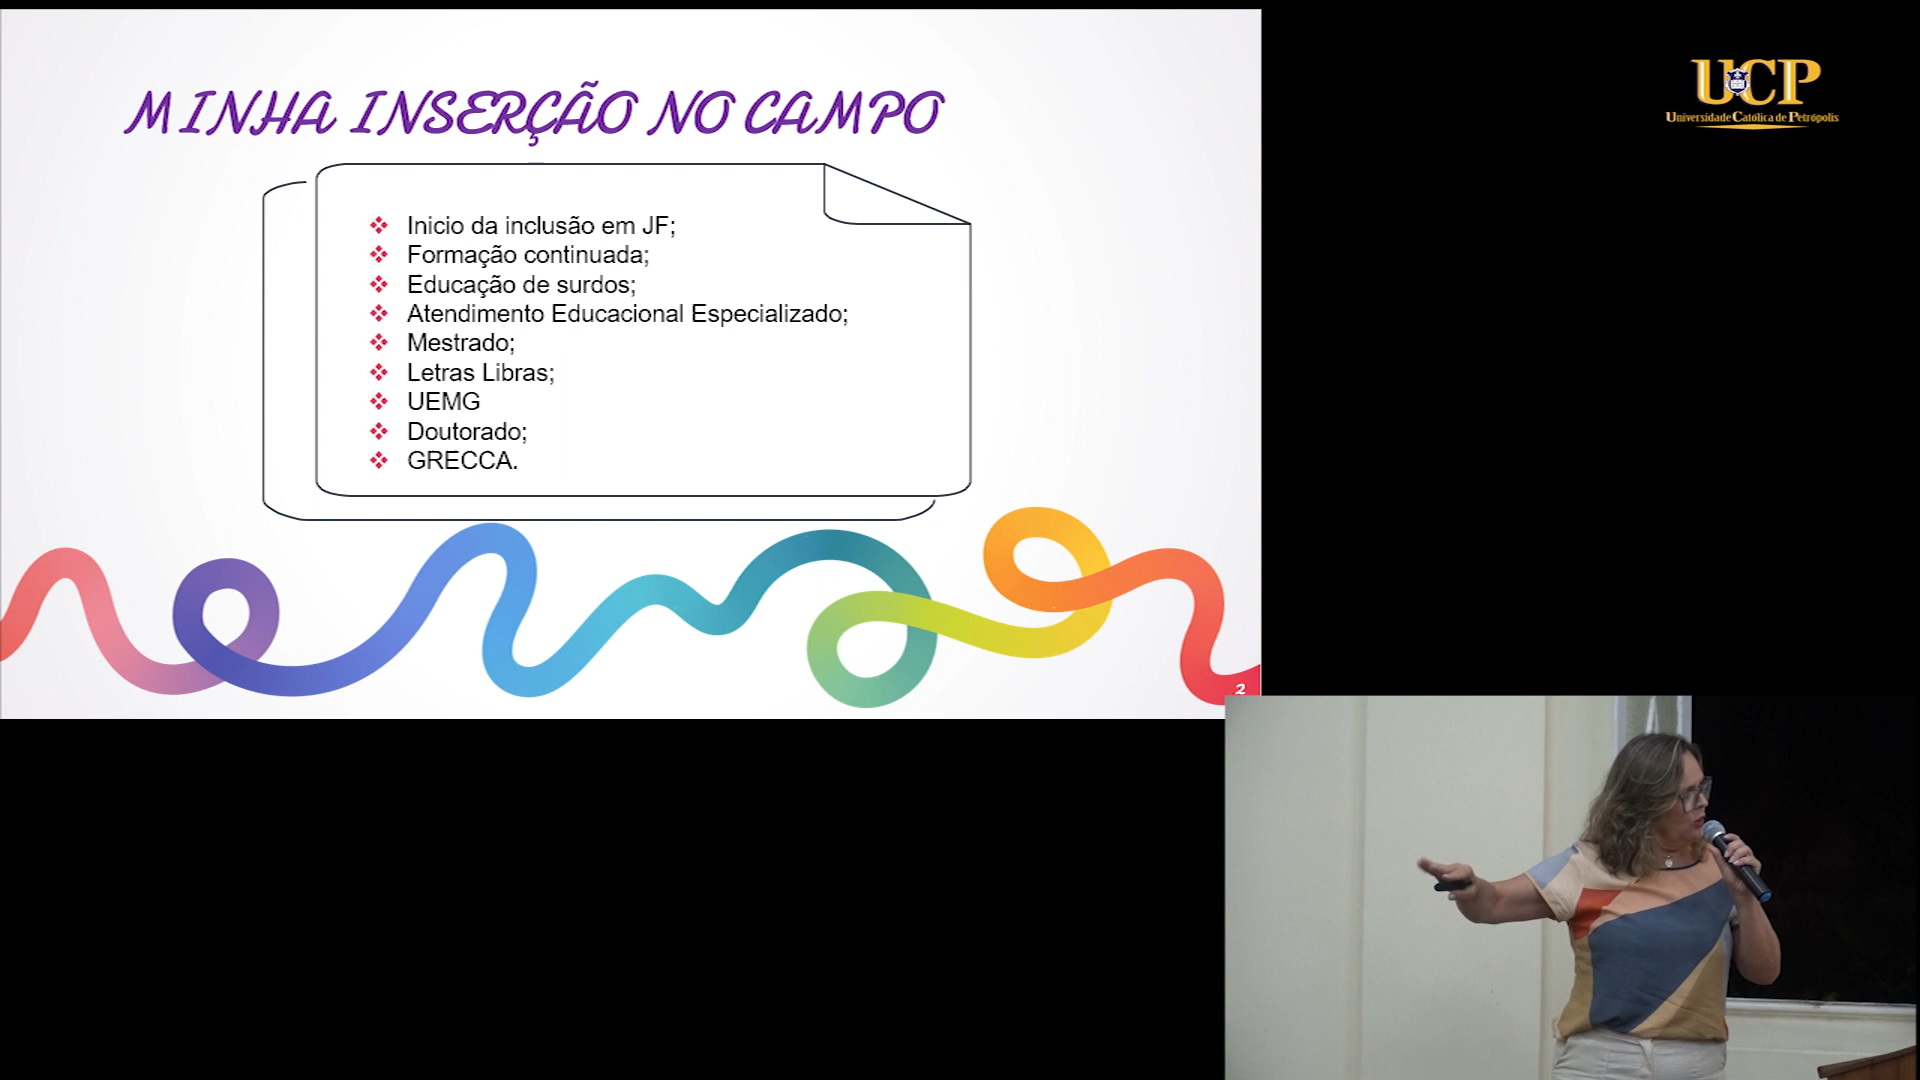 MINHA INSERÇÃO NO CAMPO
Inicio da inclusão em JF;
Formação continuada;
Educação de surdos;
Atendimento Educacional Especializado;
Mestrado;
Letras Libras;
UEMG
Doutorado;
GRECCA.
2
UCP
Universidade Católica de Petrópolis